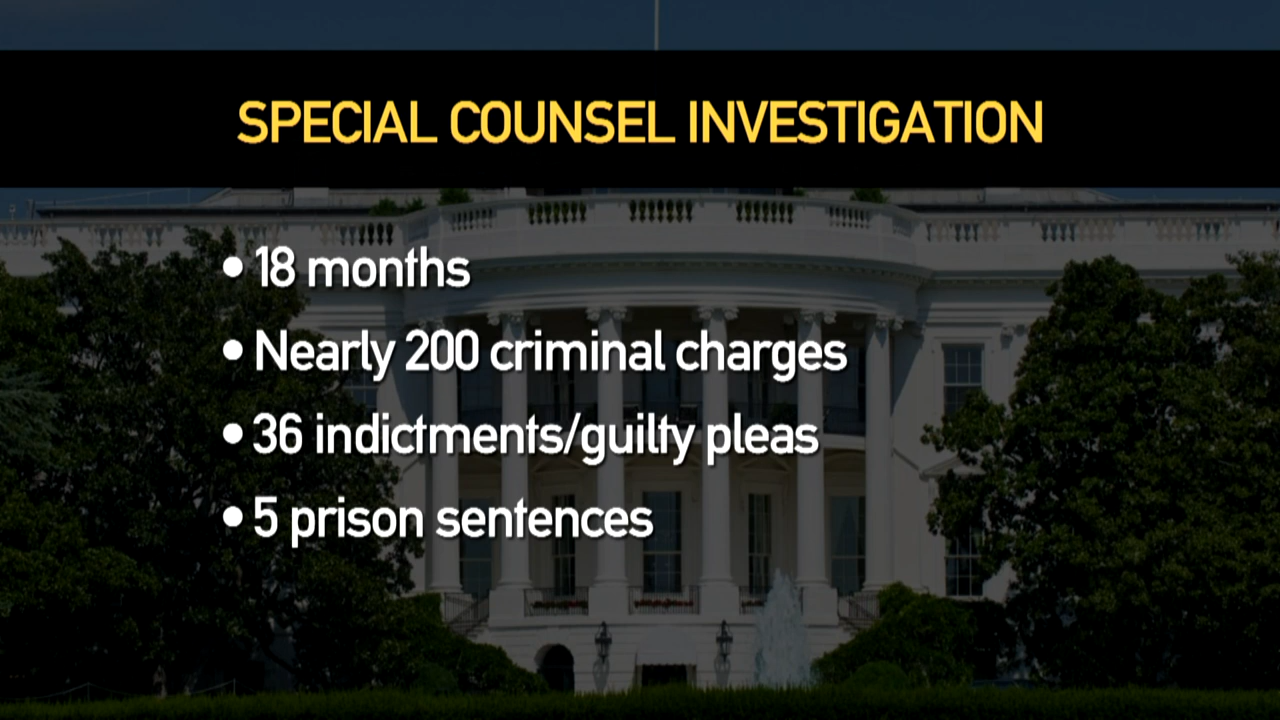 SPECIAL COUNSEL INVESTIGATION
• 18 months
• Nearly 200 criminal charges
• 36 indictments/guilty pleas
• 5 prison sentences